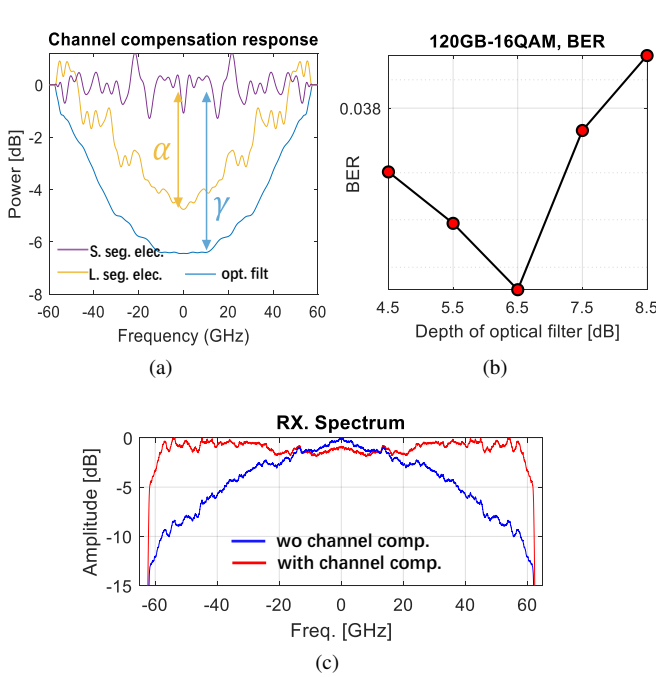 Channel compensation response
0
-2
-4
-6
-8
Power [dB]
α
γ
S. seg. elec.
L. seg. elec.
opt. filt
-60 -40 -20 0 20 40 60
Frequency (GHz)
(a)
120GB-16QAM, BER
0.038
BER
4.5 5.5 6.5 7.5 8.5
Depth of optical filter [dB]
(b)
RX. Spectrum
0
-5
-10
-15
Amplitude [dB]
wo channel comp.
with channel comp.
-60 -40 -20 0 20 40 60
Freq. [GHz]
(c)